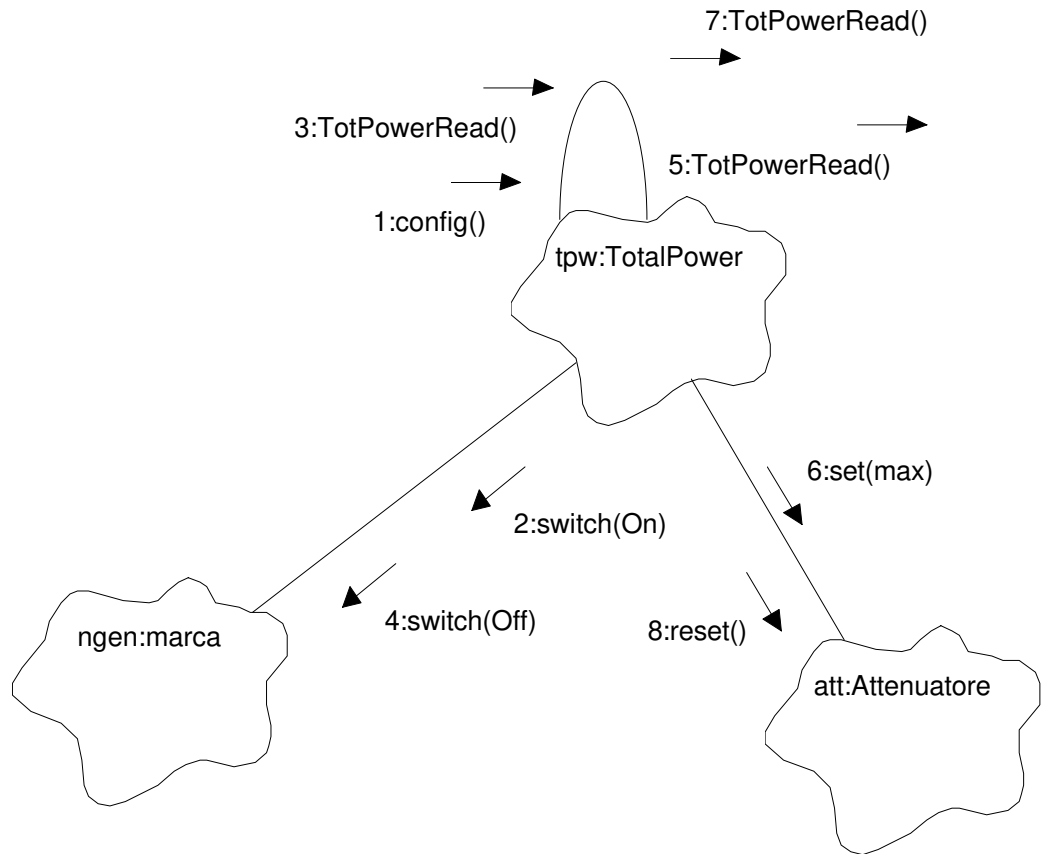 7:TotPowerRead()
3:TotPowerRead()
5:TotPowerRead()
1:config()
tpw:TotalPower
6:set(max)
2:switch(On)
4:switch(Off)
8:reset()
ngen:marca
att:Attenuatore